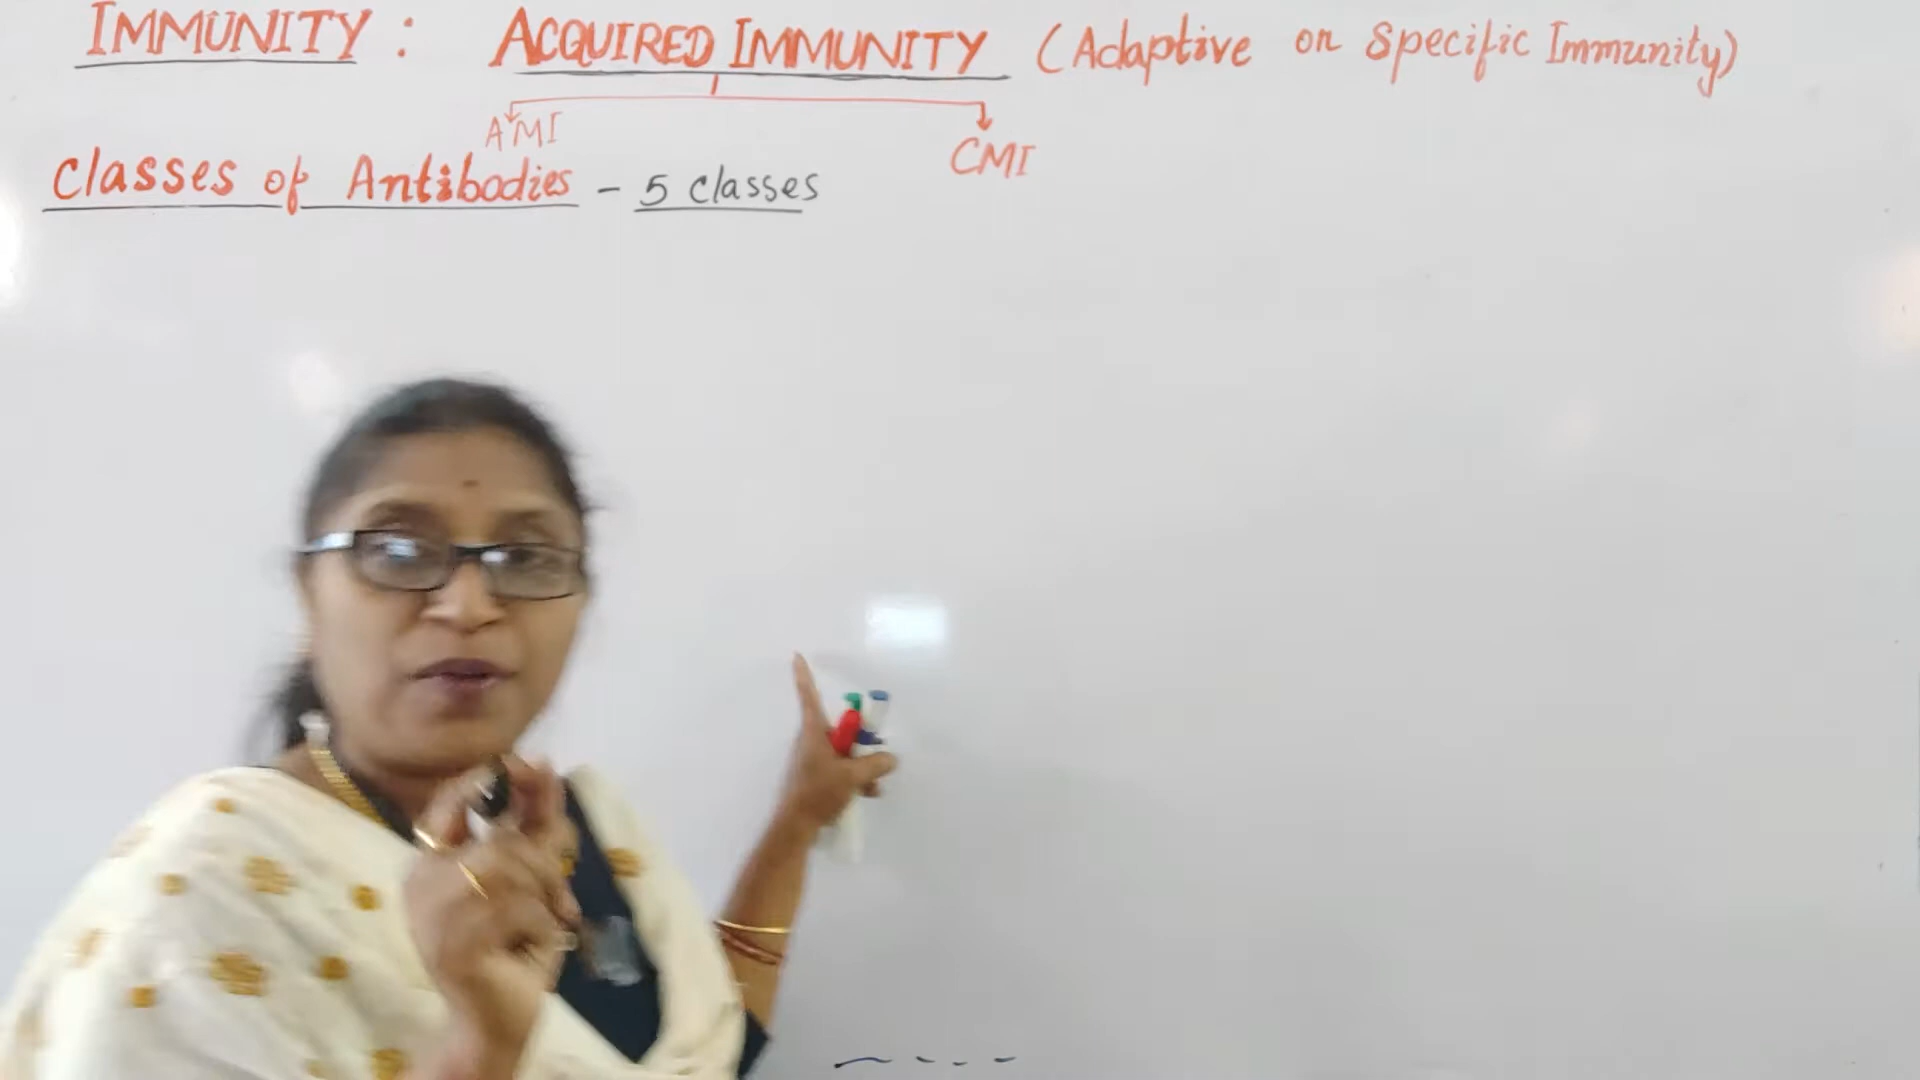 IMMUNITY : ACQUIRED IMMUNITY (Adaptive or Specific Immunity)
AMI CMI
Classes of Antibodies - 5 classes